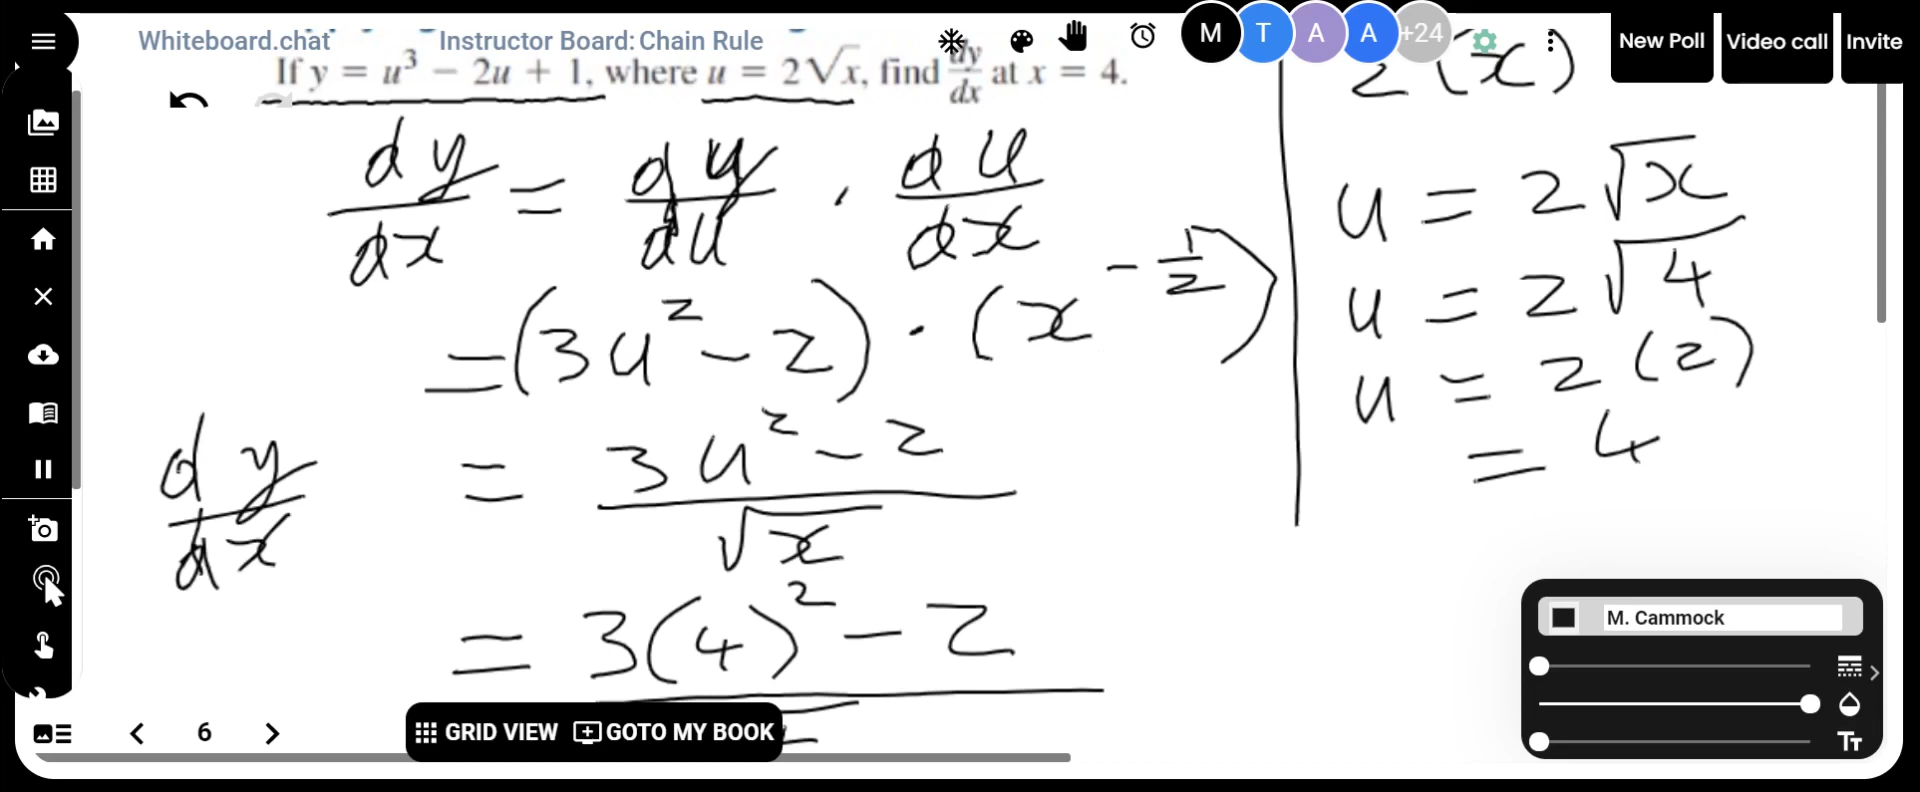 Whiteboard.chat Instructor Board: Chain Rule
M T A A +24
New Poll Video call Invite
If y = u³ − 2u + 1, where u = 2√x, find dy/dx at x = 4.
2 (x)
dy/dx = dy/du · du/dx
= (3u² − 2) · (x^(−1/2))
dy/dx = (3u² − 2)/√x
= 3(4)² − 2
u = 2√x
u = 2√4
u = 2(2)
= 4
M. Cammock
Tт
6
GRID VIEW GOTO MY BOOK